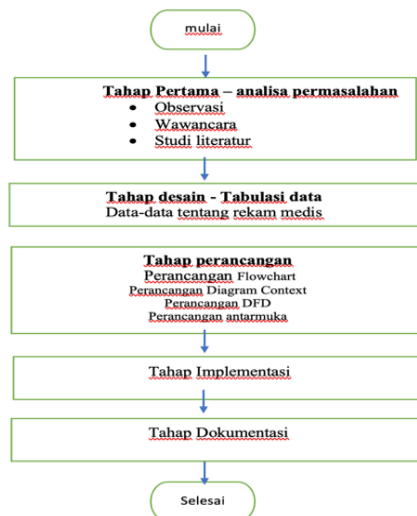 mulai
Tahap Pertama – analisa permasalahan
• Observasi
• Wawancara
• Studi literatur
Tahap desain - Tabulasi data
Data-data tentang rekam medis
Tahap perancangan
Perancangan Flowchart
Perancangan Diagram Context
Perancangan DFD
Perancangan antarmuka
Tahap Implementasi
Tahap Dokumentasi
Selesai